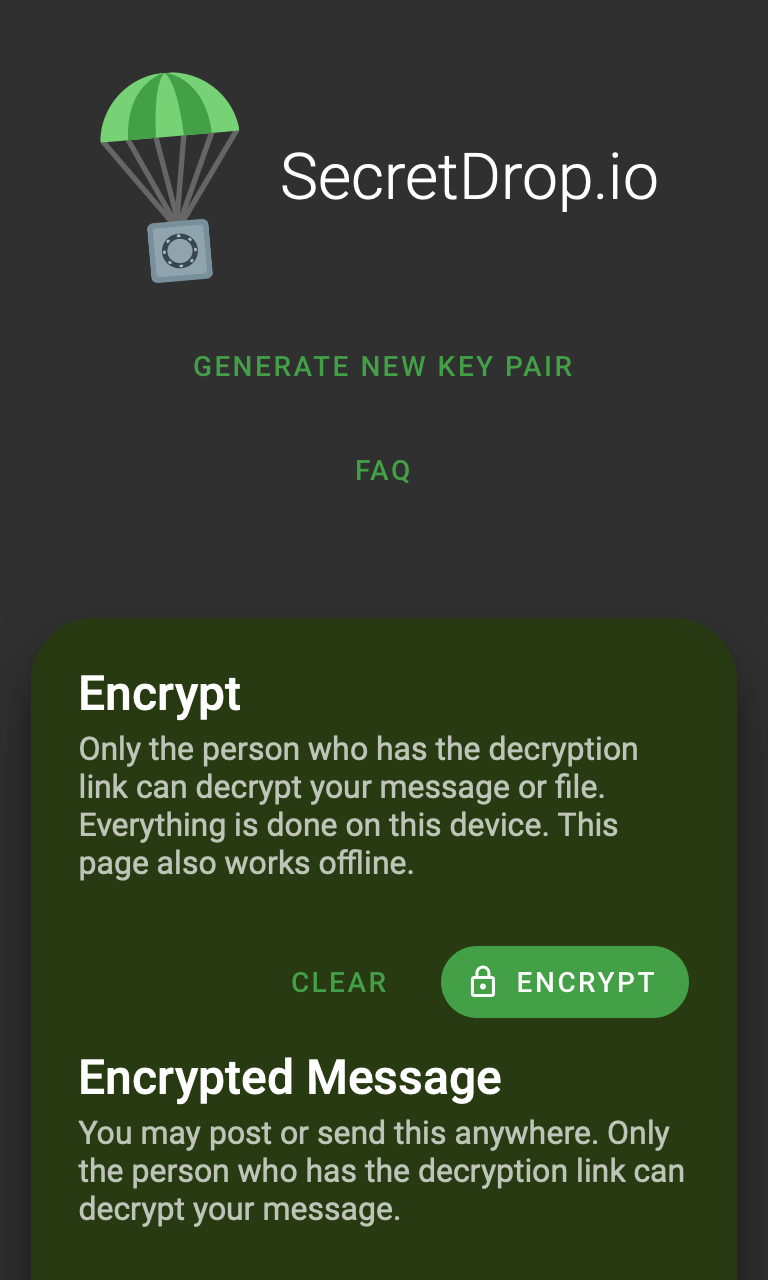 SecretDrop.io
GENERATE NEW KEY PAIR
FAQ
Encrypt
Only the person who has the decryption
link can decrypt your message or file.
Everything is done on this device. This
page also works offline.
CLEAR
ENCRYPT
Encrypted Message
You may post or send this anywhere. Only
the person who has the decryption link can
decrypt your message.